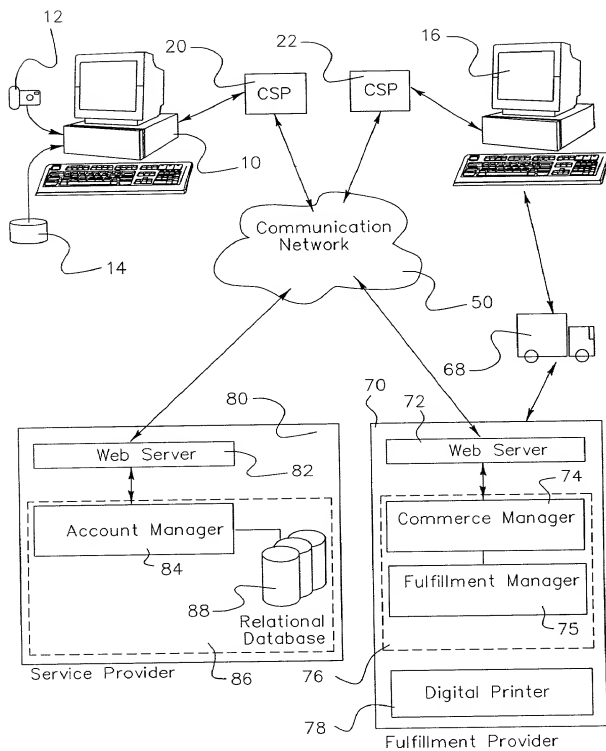 12
20
22
16
CSP
CSP
10
14
Communication
Network
50
68
80
70
72
Web Server
82
Web Server
74
Account Manager
84
Commerce Manager
88
Relational
Database
Fulfillment Manager
75
86
76
Service Provider
Digital Printer
78
Fulfillment Provider